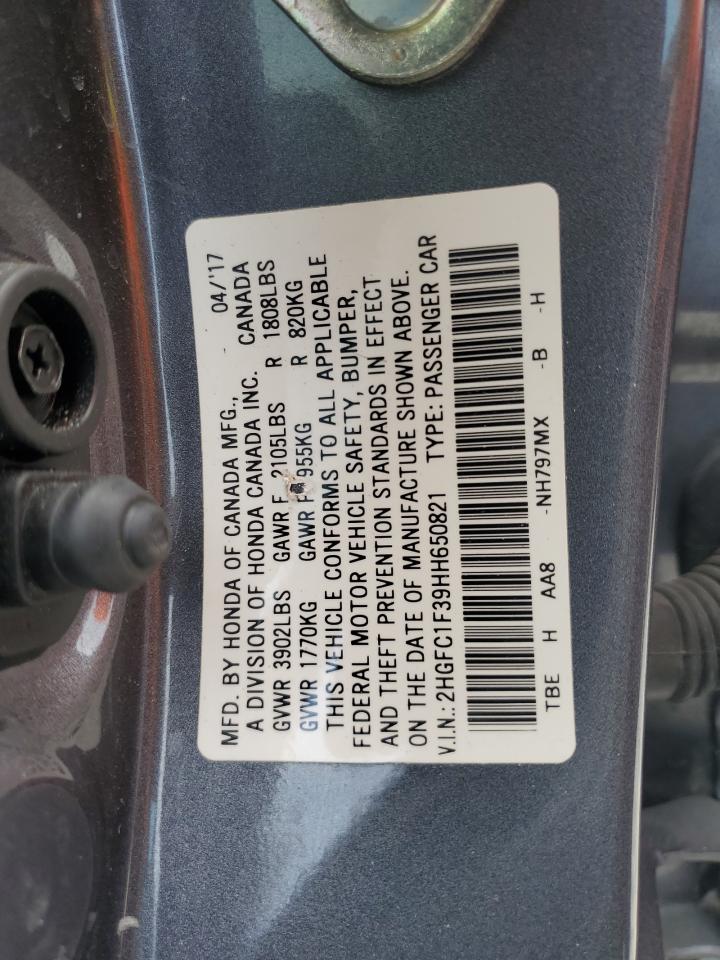 MFD. BY HONDA OF CANADA MFG., 04/'17
A DIVISION OF HONDA CANADA INC. CANADA
GVWR 3902LBS GAWR F 2105LBS R 1808LBS
GVWR 1770KG GAWR F 955KG R 820KG
THIS VEHICLE CONFORMS TO ALL APPLICABLE
FEDERAL MOTOR VEHICLE SAFETY, BUMPER,
AND THEFT PREVENTION STANDARDS IN EFFECT
ON THE DATE OF MANUFACTURE SHOWN ABOVE.
V.I.N.: 2HGFC1F39HH650821 TYPE: PASSENGER CAR
TBE H AA8 -NH797MX -B -H